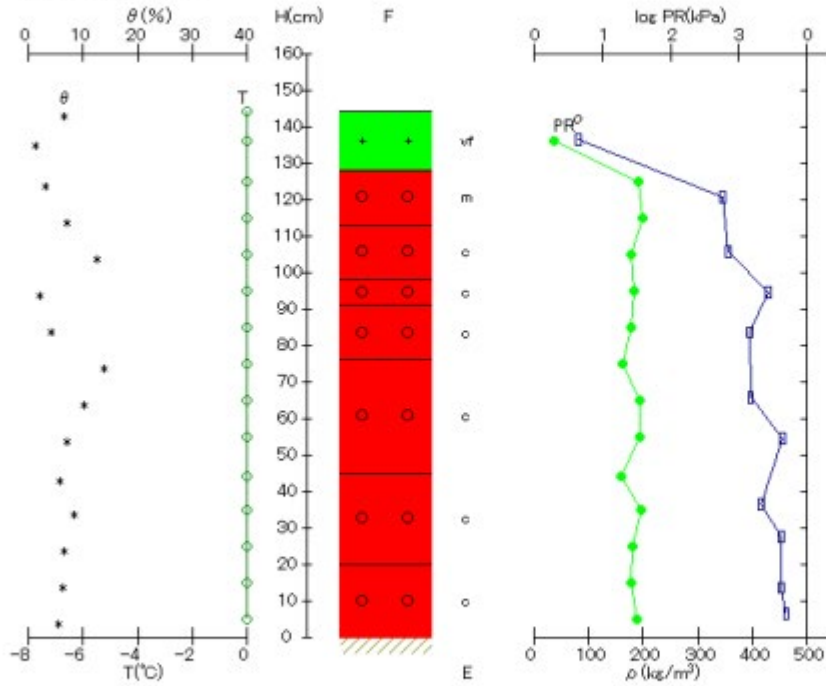 θ(%) H(cm) F log PR(kPa)
0 10 20 30 40 0 1 2 3 0
160
150
θ T
140 PRρ
vf
130
120 m
110
c
100
c
90
c
80
70
60 c
50
40
c
30
20
10 c
0
-8 -6 -4 -2 0 0 100 200 300 400 500
T(℃) E ρ(kg/m³)